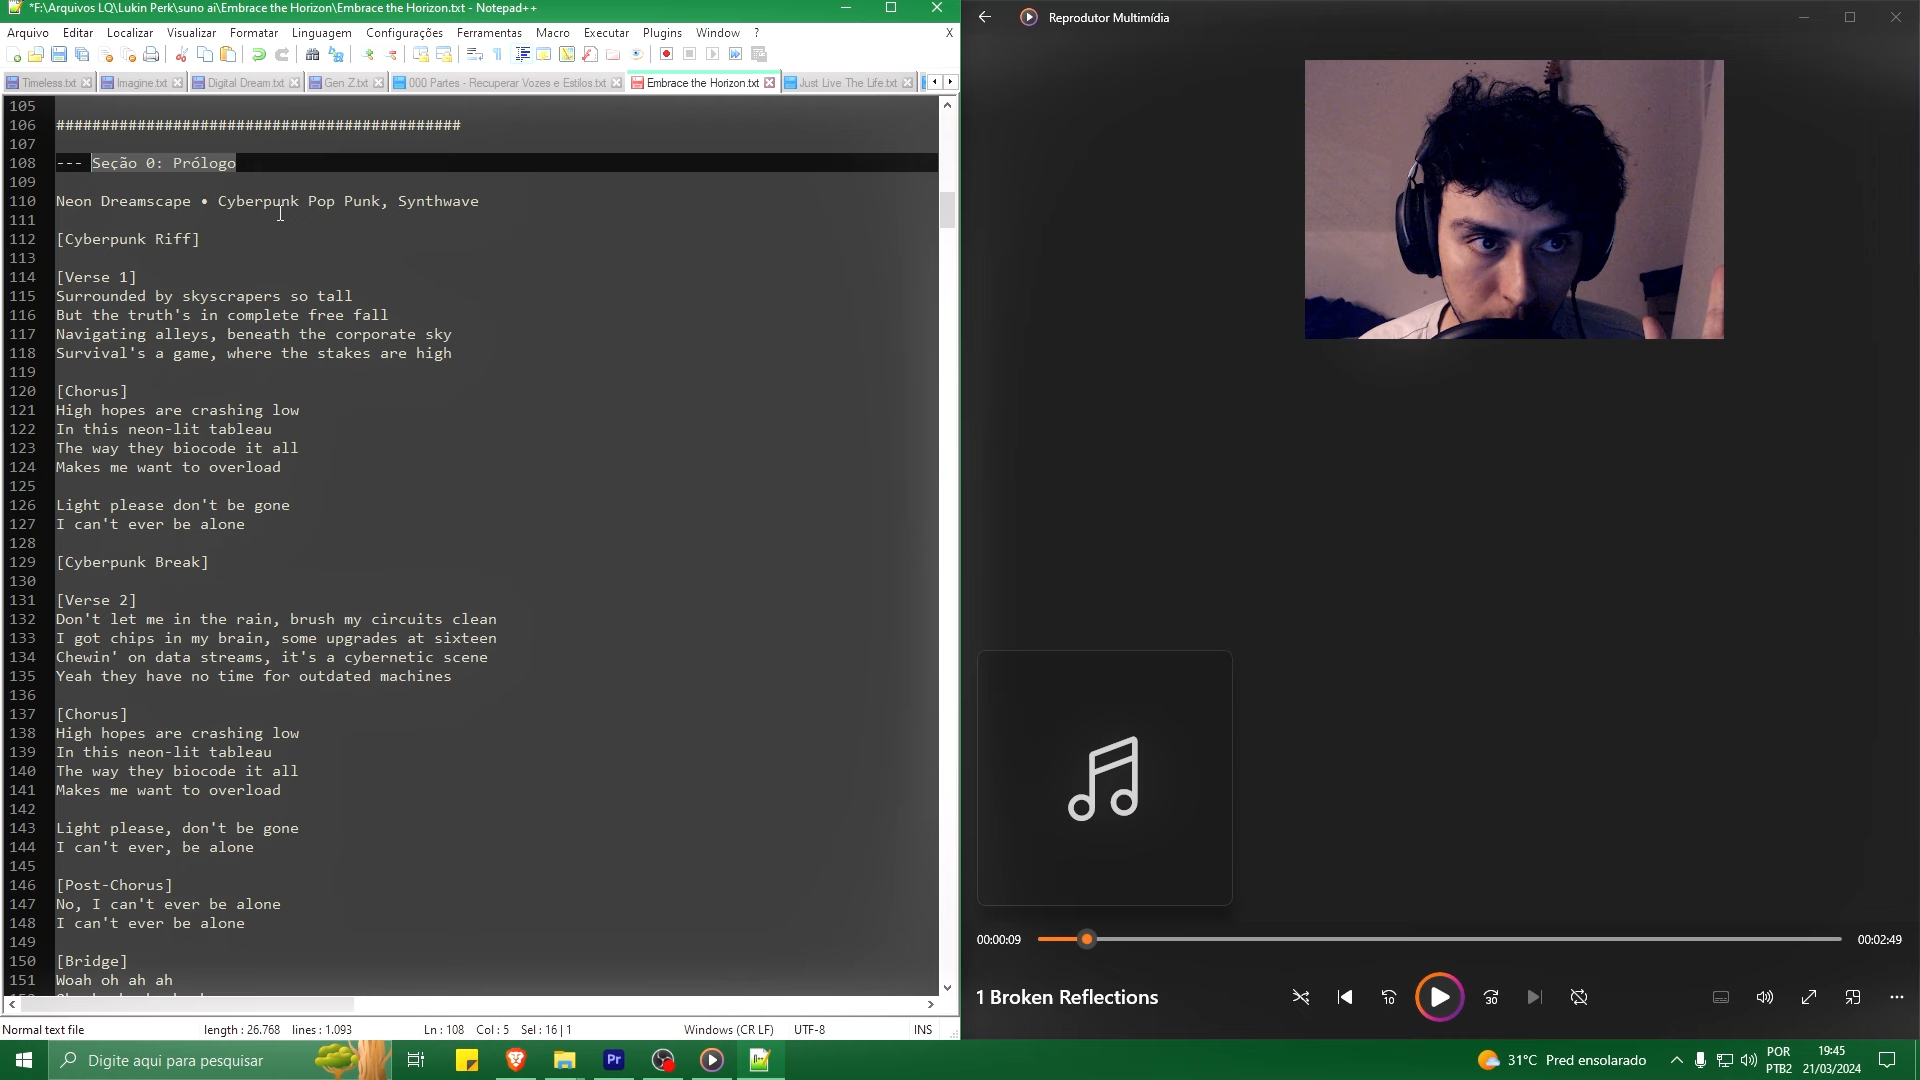 *F:\Arquivos LQ\Lukin Perk\suno ai\Embrace the Horizon\Embrace the Horizon.txt - Notepad++
Arquivo Editar Localizar Visualizar Formatar Linguagem Configurações Ferramentas Macro Executar Plugins Window ? X
Timeless.txt Imagine.txt Digital Dream.txt Gen Z.txt 000 Partes - Recuperar Vozes e Estilos.txt Embrace the Horizon.txt Just Live The Life.txt
105
106 #############################################
107
108 --- Seção 0: Prólogo
109
110 Neon Dreamscape • Cyberpunk Pop Punk, Synthwave
111
112 [Cyberpunk Riff]
113
114 [Verse 1]
115 Surrounded by skyscrapers so tall
116 But the truth's in complete free fall
117 Navigating alleys, beneath the corporate sky
118 Survival's a game, where the stakes are high
119
120 [Chorus]
121 High hopes are crashing low
122 In this neon-lit tableau
123 The way they biocode it all
124 Makes me want to overload
125
126 Light please don't be gone
127 I can't ever be alone
128
129 [Cyberpunk Break]
130
131 [Verse 2]
132 Don't let me in the rain, brush my circuits clean
133 I got chips in my brain, some upgrades at sixteen
134 Chewin' on data streams, it's a cybernetic scene
135 Yeah they have no time for outdated machines
136
137 [Chorus]
138 High hopes are crashing low
139 In this neon-lit tableau
140 The way they biocode it all
141 Makes me want to overload
142
143 Light please, don't be gone
144 I can't ever, be alone
145
146 [Post-Chorus]
147 No, I can't ever be alone
148 I can't ever be alone
149
150 [Bridge]
151 Woah oh ah ah
Normal text file length : 26.768 lines : 1.093 Ln : 108 Col : 5 Sel : 16 | 1 Windows (CR LF) UTF-8 INS
Reprodutor Multimídia
00:00:09 00:02:49
1 Broken Reflections
10 30
Digite aqui para pesquisar
Pr
31°C Pred ensolarado
POR
PTB2
19:45
21/03/2024